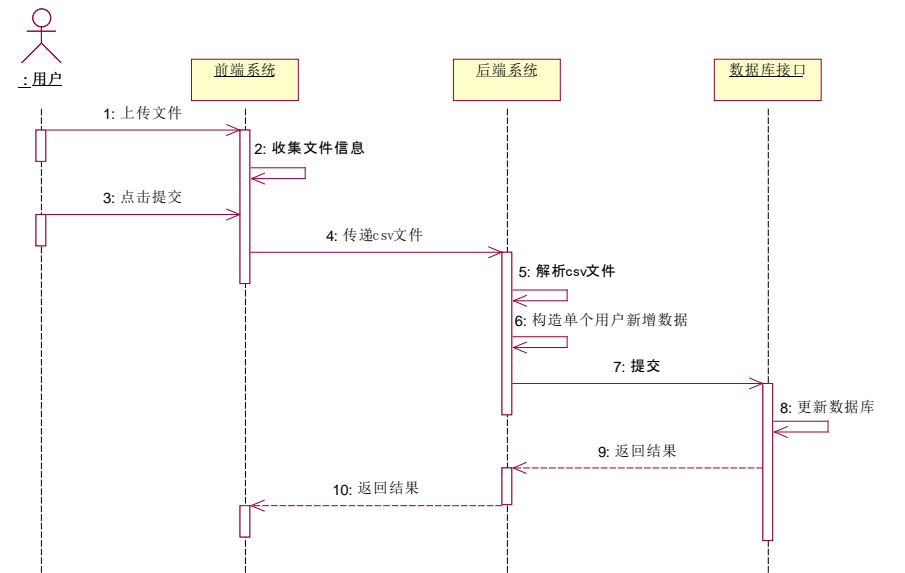 : 用户
前端系统
后端系统
数据库接口
1: 上传文件
2: 收集文件信息
3: 点击提交
4: 传递csv文件
5: 解析csv文件
6: 构造单个用户新增数据
7: 提交
8: 更新数据库
9: 返回结果
10: 返回结果